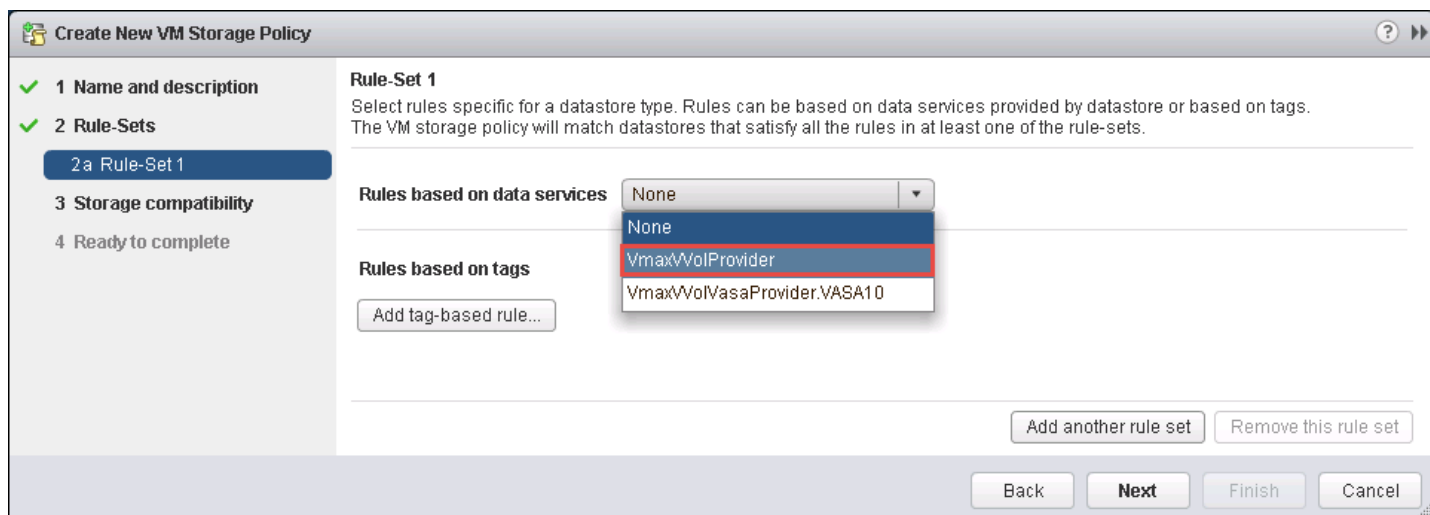 Create New VM Storage Policy
?
1 Name and description
2 Rule-Sets
2a Rule-Set 1
3 Storage compatibility
4 Ready to complete
Rule-Set 1
Select rules specific for a datastore type. Rules can be based on data services provided by datastore or based on tags.
The VM storage policy will match datastores that satisfy all the rules in at least one of the rule-sets.
Rules based on data services None
None
VmaxVVolProvider
VmaxVVolVasaProvider.VASA10
Rules based on tags
Add tag-based rule...
Add another rule set Remove this rule set
Back Next Finish Cancel